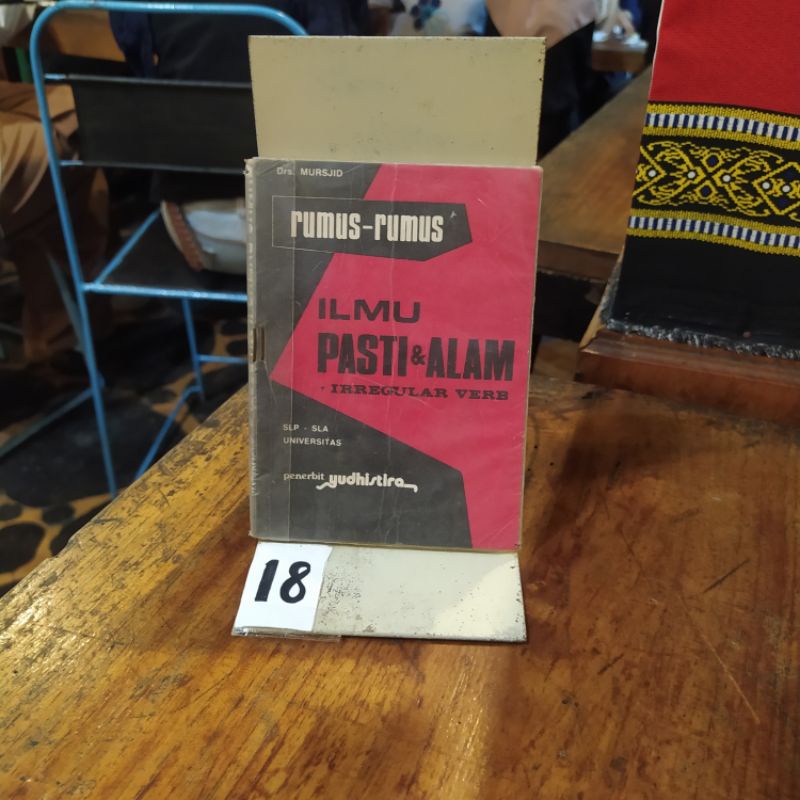 Drs. MURSJID
rumus-rumus
ILMU
PASTI & ALAM
IRREGULAR VERB
SLP - SLA
UNIVERSITAS
penerbit yudhistira
18